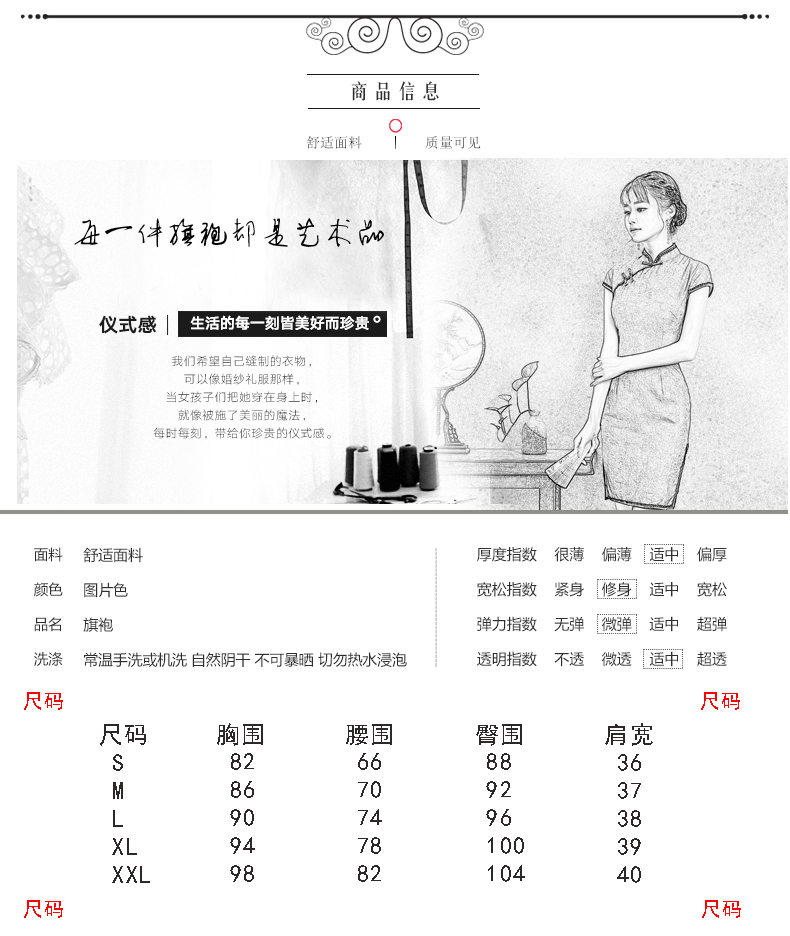 商品信息
舒适面料 质量可见
每一件旗袍却是艺术品
仪式感 生活的每一刻皆美好而珍贵
我们希望自己缝制的衣物，
可以像婚纱礼服那样，
当女孩子们把她穿在身上时，
就像被施了美丽的魔法，
每时每刻，带给你珍贵的仪式感。
面料 舒适面料
颜色 图片色
品名 旗袍
洗涤 常温手洗或机洗 自然阴干 不可暴晒 切勿热水浸泡
厚度指数 很薄 偏薄 适中 偏厚
宽松指数 紧身 修身 适中 宽松
弹力指数 无弹 微弹 适中 超弹
透明指数 不透 微透 适中 超透
尺码 尺码
尺码 胸围 腰围 臀围 肩宽
S 82 66 88 36
M 86 70 92 37
L 90 74 96 38
XL 94 78 100 39
XXL 98 82 104 40
尺码 尺码